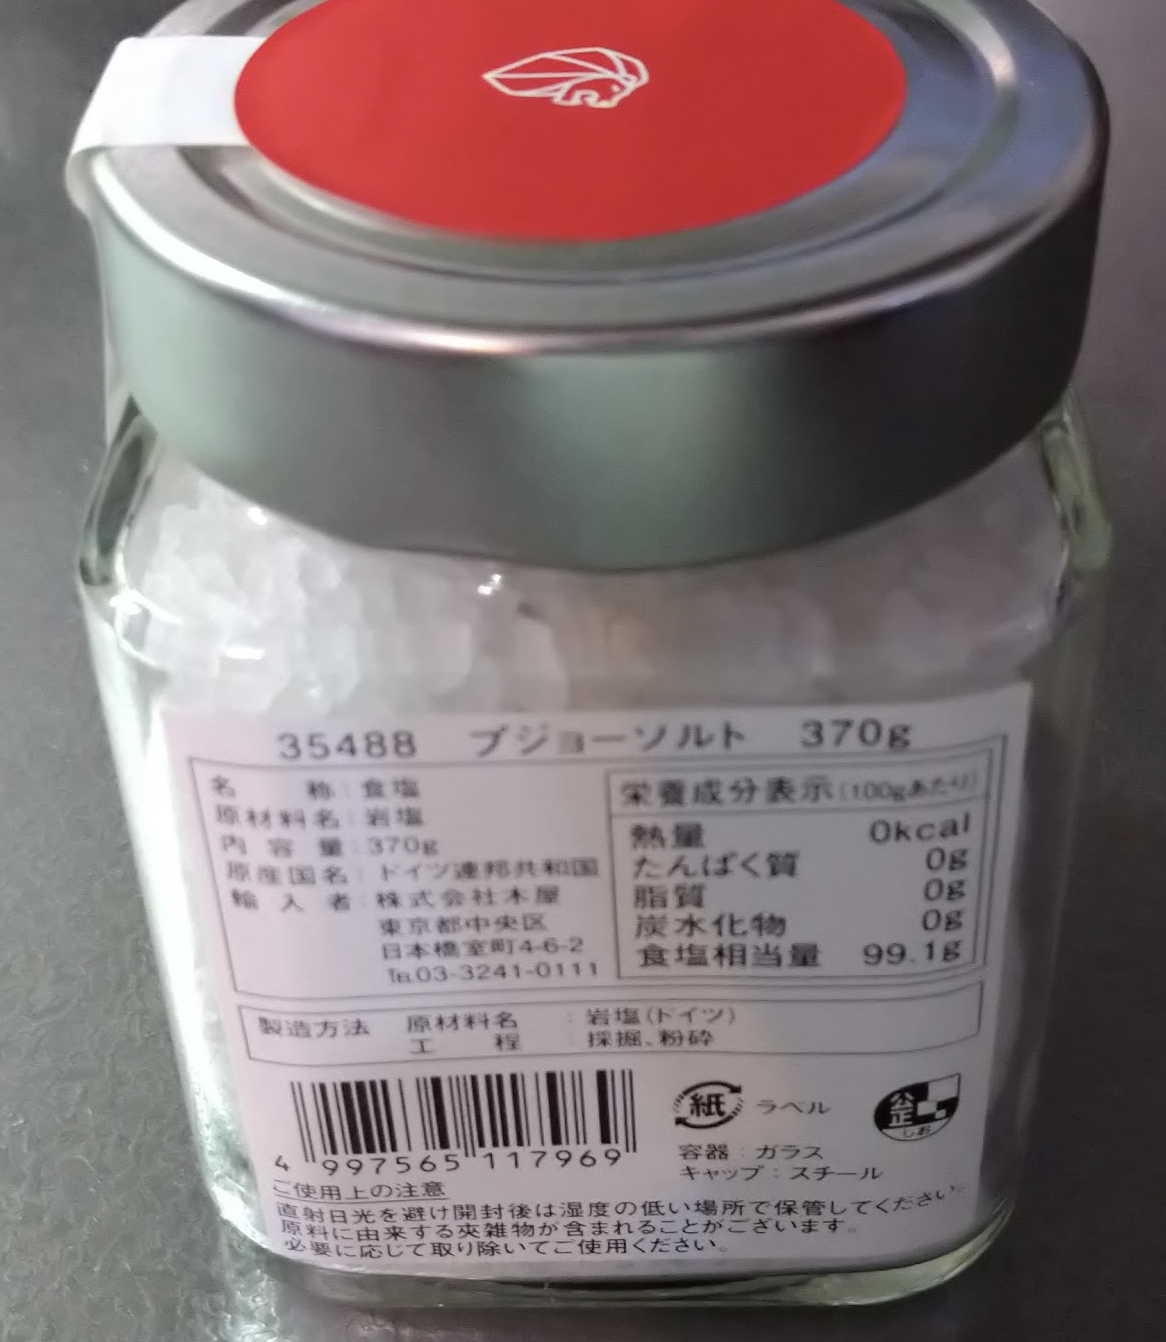 35488 プジョーソルト 370g
名 称：食塩
原材料名：岩塩
内 容 量：370g
原産国名：ドイツ連邦共和国
輸 入 者：株式会社木屋
東京都中央区
日本橋室町4-6-2
℡03-3241-0111
栄養成分表示(100gあたり)
熱量 0kcal
たんぱく質 0g
脂質 0g
炭水化物 0g
食塩相当量 99.1g
製造方法 原材料名：岩塩(ドイツ)
工 程：採掘、粉砕
4 997565 117969
紙 ラベル
容器：ガラス
キャップ：スチール
公正
しお
ご使用上の注意
直射日光を避け開封後は湿度の低い場所で保管してください。
原料に由来する夾雑物が含まれることがございます。
必要に応じて取り除いてご使用ください。